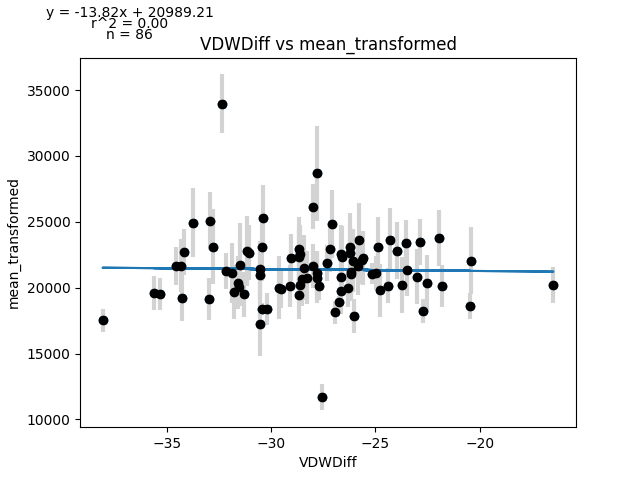 y = -13.82x + 20989.21
r^2 = 0.00
n = 86
VDWDiff vs mean_transformed
35000
30000
25000
20000
15000
10000
mean_transformed
−35
−30
−25
−20
VDWDiff